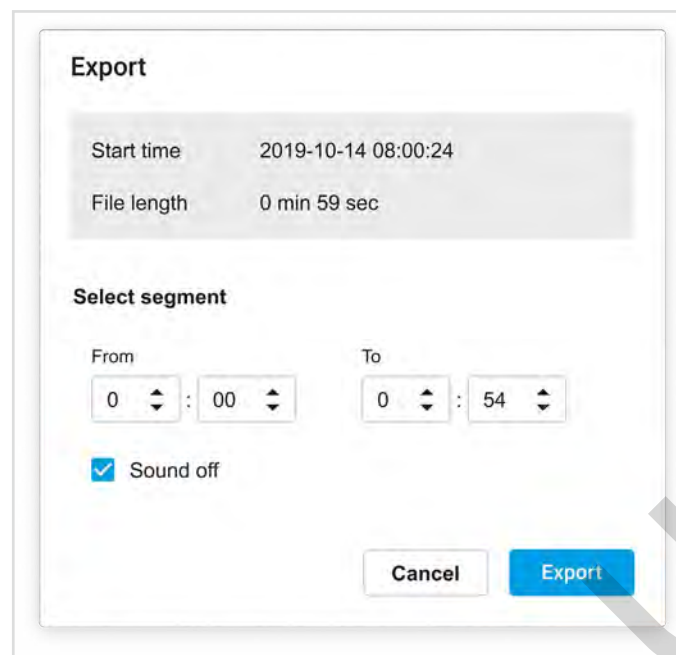 Export
Start time 2019-10-14 08:00:24
File length 0 min 59 sec
Select segment
From To
0 : 00 0 : 54
Sound off
Cancel Export